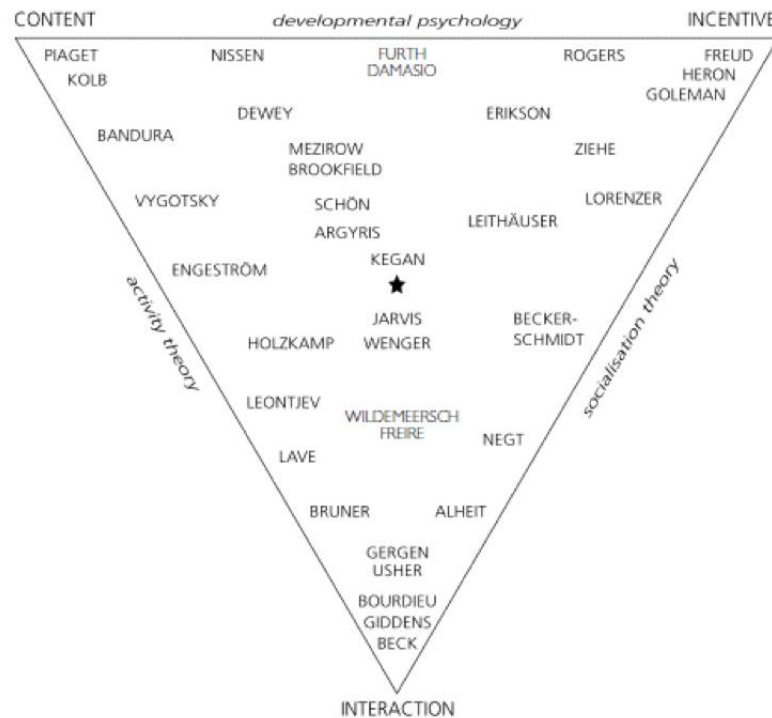 CONTENT developmental psychology INCENTIVE
PIAGET NISSEN FURTH ROGERS FREUD
DAMASIO
KOLB HERON
GOLEMAN
DEWEY ERIKSON
BANDURA
MEZIROW ZIEHE
BROOKFIELD
VYGOTSKY SCHÖN LORENZER
LEITHÄUSER
ARGYRIS
KEGAN
ENGESTRÖM
activity theory
socialisation theory
JARVIS BECKER-
HOLZKAMP WENGER SCHMIDT
LEONTJEV
WILDEMEERSCH
FREIRE
NEGT
LAVE
BRUNER ALHEIT
GERGEN
USHER
BOURDIEU
GIDDENS
BECK
INTERACTION